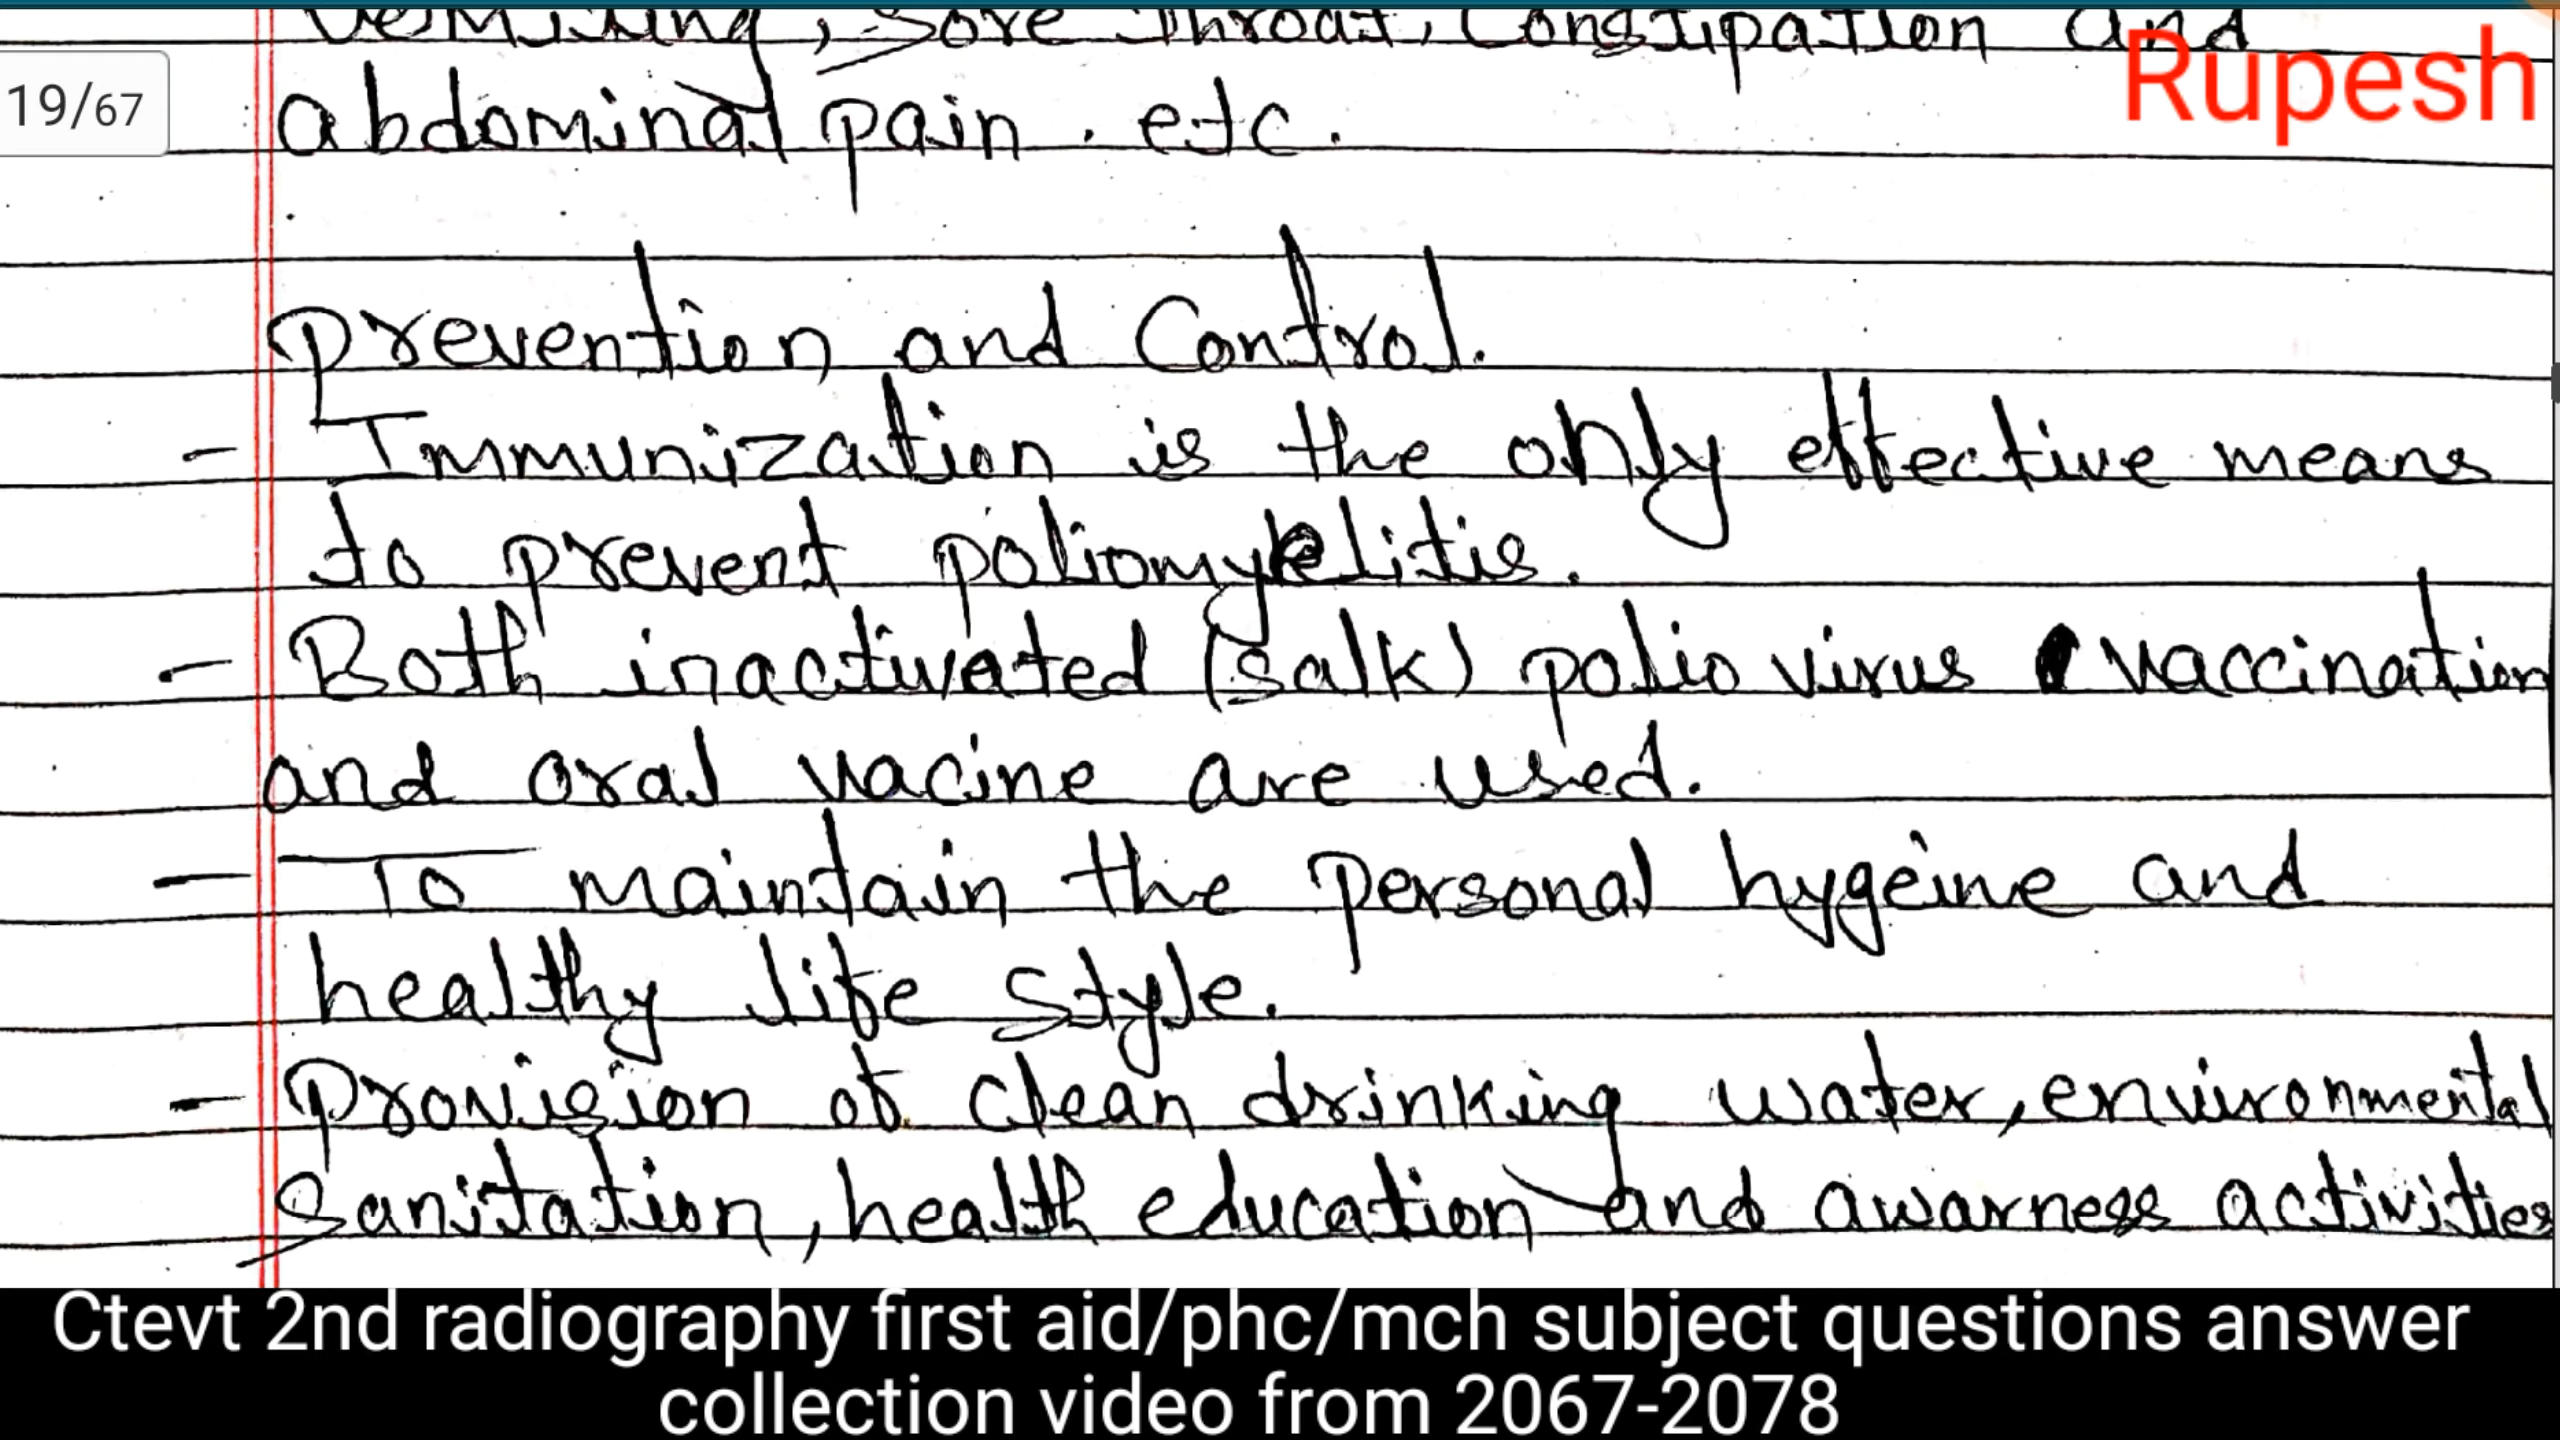 vemiting, sore throat, constipation and
Rupesh
19/67
abdominal pain. etc.
prevention and Control.
- Immunization is the only effective means
to prevent poliomyelitis.
- Both inactivated (salk) polio virus vaccination
and oral vacine are used.
- To maintain the personal hygeine and
healthy life style.
- Provision of clean drinking water, environmental
sanitation, health education and awarness activities
Ctevt 2nd radiography first aid/phc/mch subject questions answer
collection video from 2067-2078